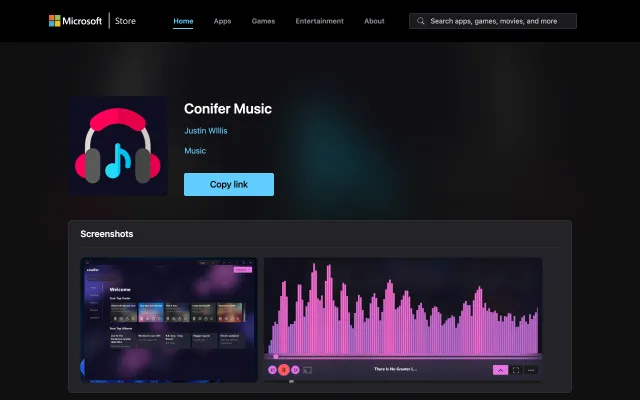 Microsoft
Store
Home
Apps
Games
Entertainment
About
Search apps, games, movies, and more
Conifer Music
Justin Willis
Music
Copy link
Screenshots
conifer
Welcome
Your Top Tracks
Your Top Albums
There Is No Greater L...